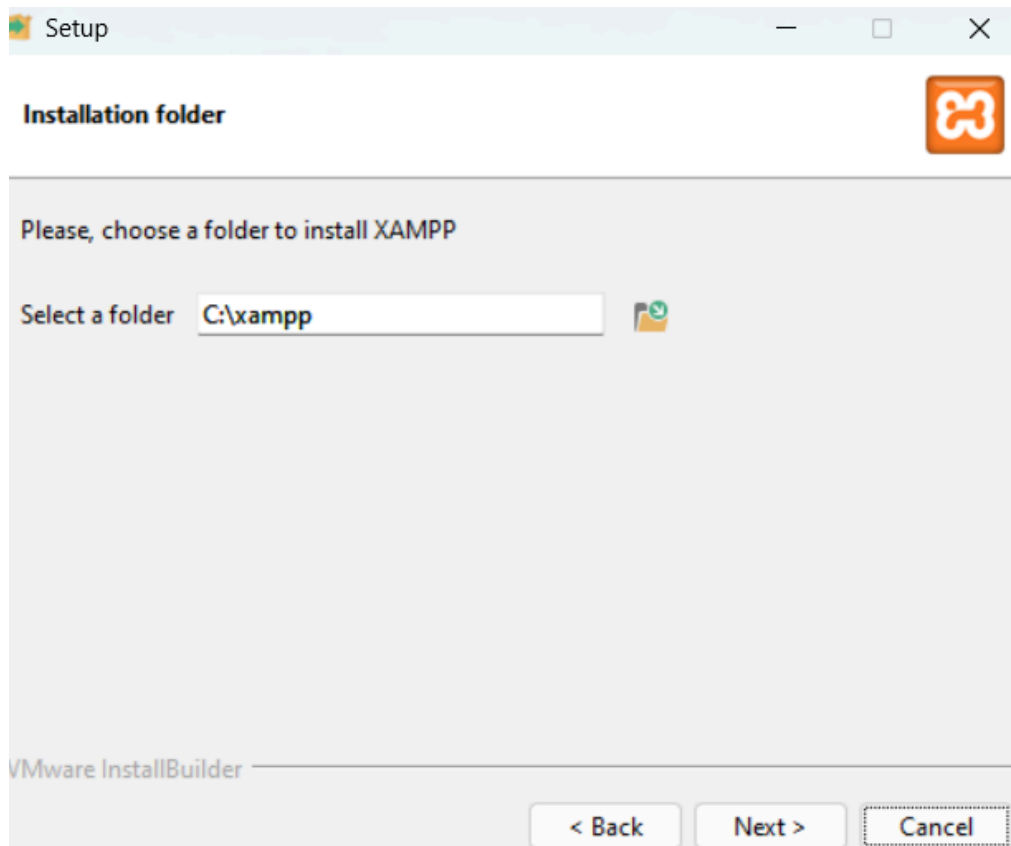 Setup
Installation folder
Please, choose a folder to install XAMPP
Select a folder C:\xampp
VMware InstallBuilder
< Back Next > Cancel